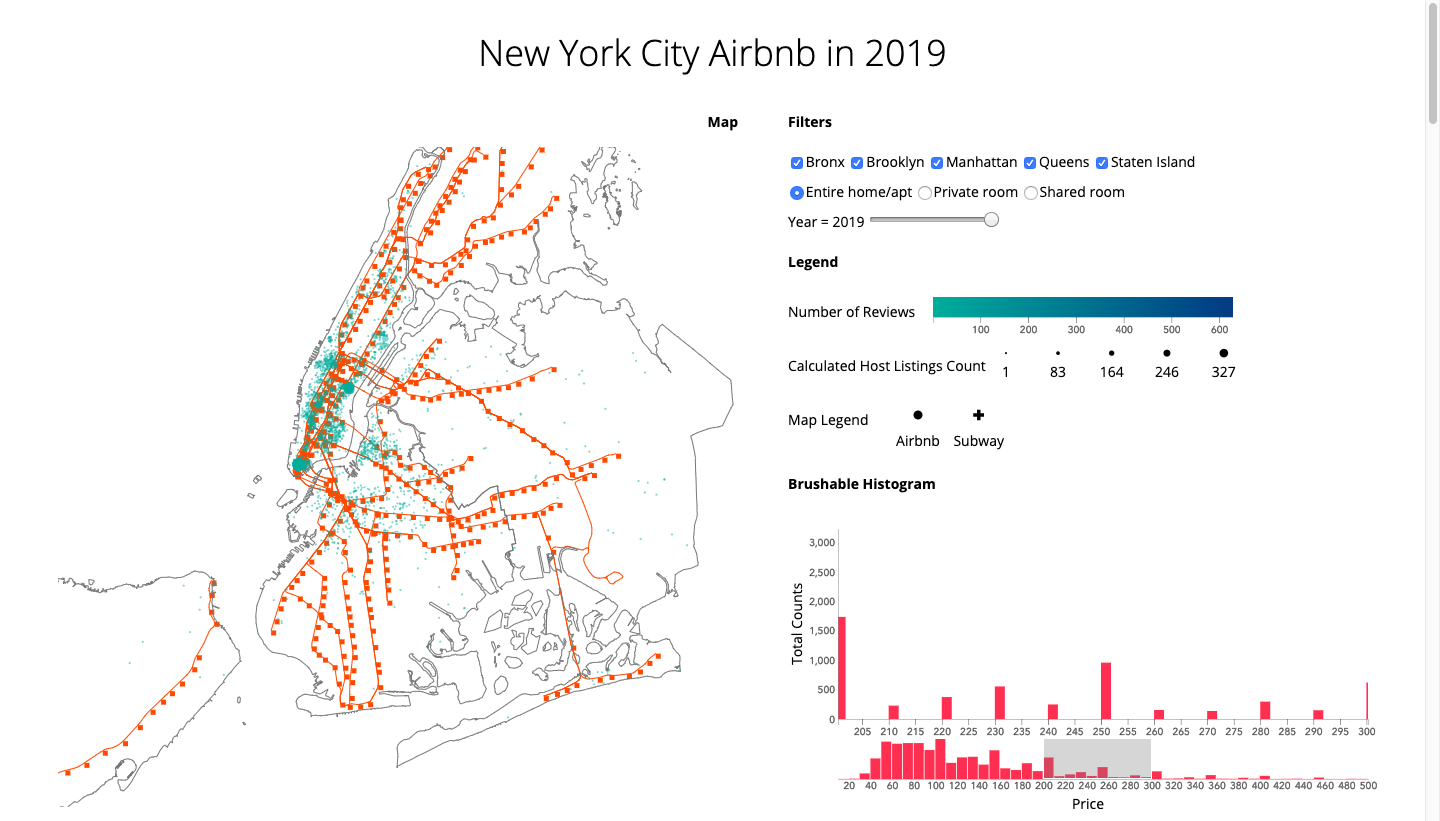 New York City Airbnb in 2019
Map
Filters
Bronx Brooklyn Manhattan Queens Staten Island
Entire home/apt Private room Shared room
Year = 2019
Legend
Number of Reviews
100 200 300 400 500 600
Calculated Host Listings Count
1 83 164 246 327
Map Legend
Airbnb Subway
Brushable Histogram
3,000
2,500
2,000
1,500
1,000
500
0
Total Counts
205 210 215 220 225 230 235 240 245 250 255 260 265 270 275 280 285 290 295 300
20 40 60 80 100 120 140 160 180 200 220 240 260 280 300 320 340 360 380 400 420 440 460 480 500
Price